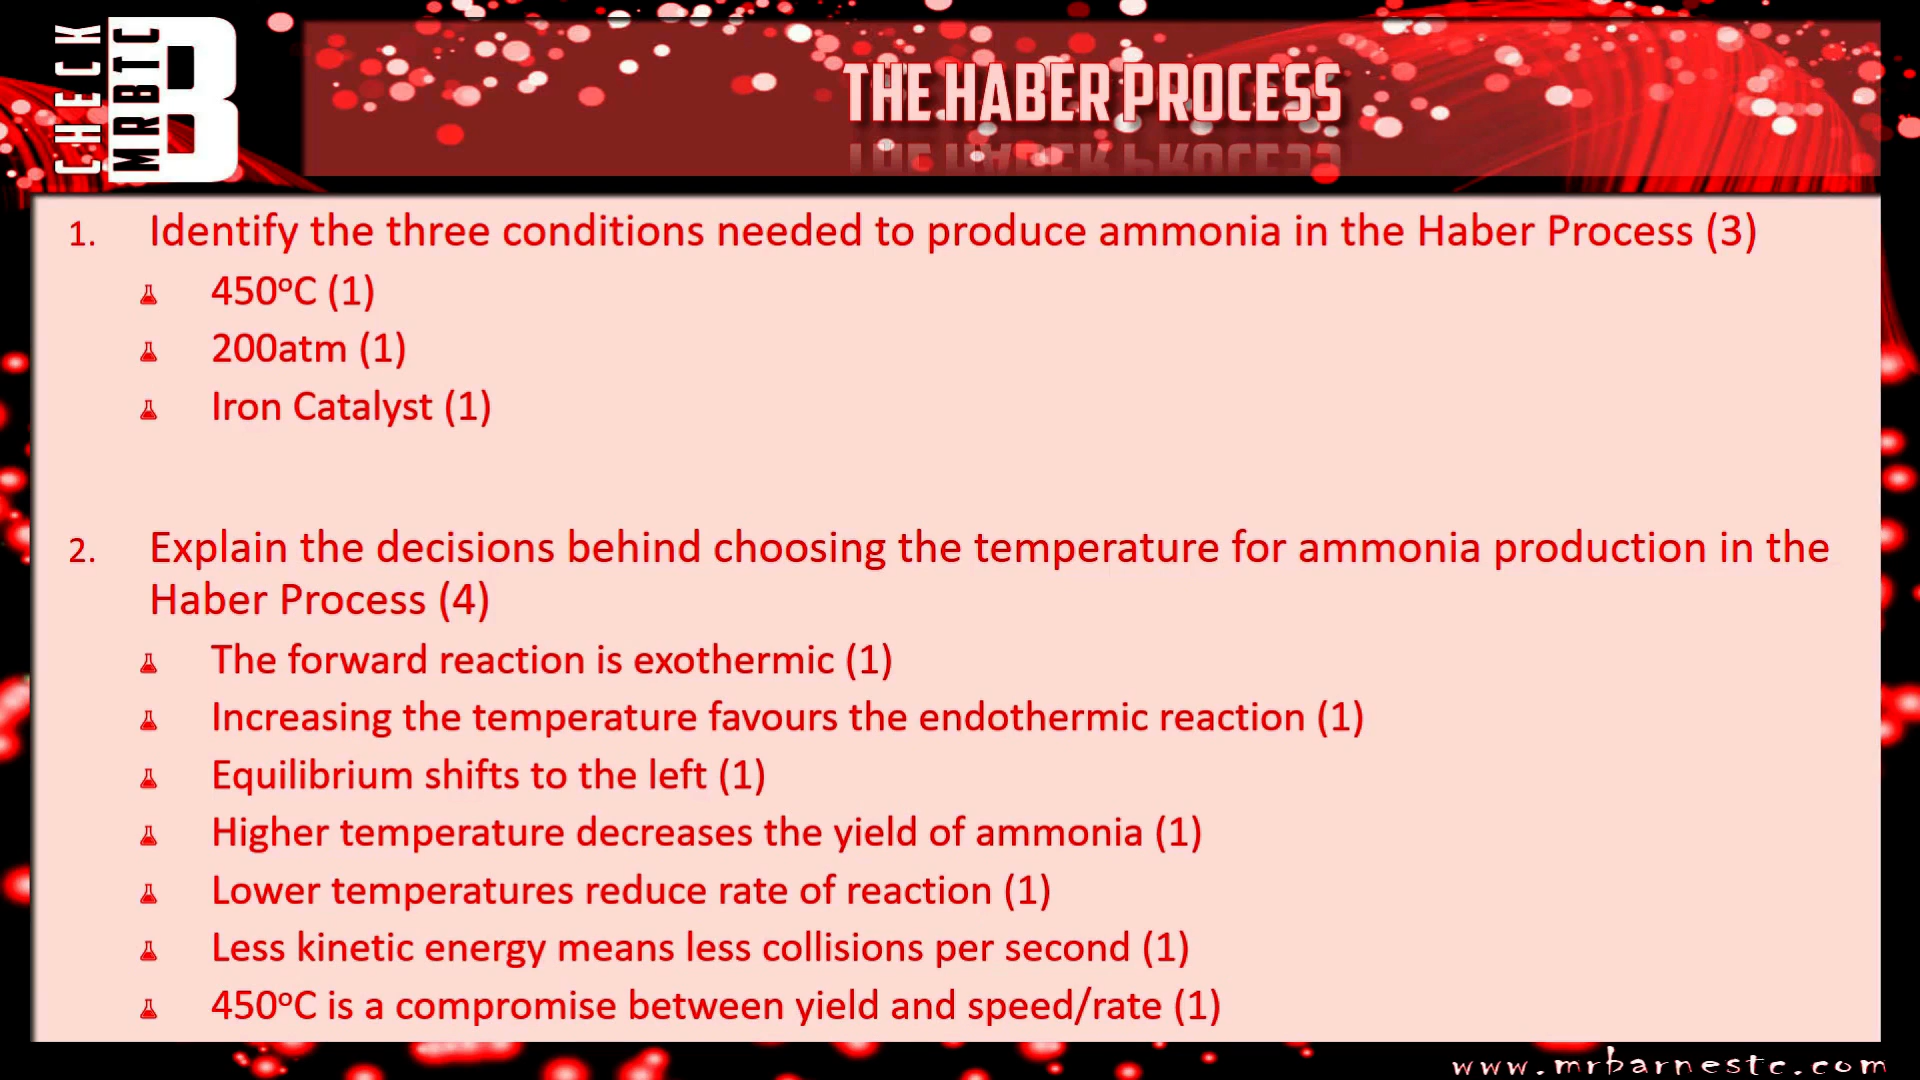 CHECK
MRBTC
B
THE HABER PROCESS
1. Identify the three conditions needed to produce ammonia in the Haber Process (3)
450°C (1)
200atm (1)
Iron Catalyst (1)
2. Explain the decisions behind choosing the temperature for ammonia production in the
Haber Process (4)
The forward reaction is exothermic (1)
Increasing the temperature favours the endothermic reaction (1)
Equilibrium shifts to the left (1)
Higher temperature decreases the yield of ammonia (1)
Lower temperatures reduce rate of reaction (1)
Less kinetic energy means less collisions per second (1)
450°C is a compromise between yield and speed/rate (1)
www.mrbarnestc.com